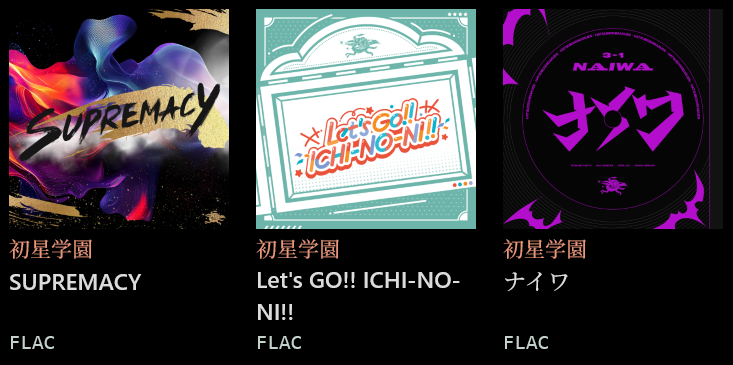 SUPREMACY
Let's Go!!
ICHI-NO-NI!!
3-1
NAIWA
ナイワ
初星学園
SUPREMACY
FLAC
初星学園
Let's GO!! ICHI-NO-
NI!!
FLAC
初星学園
ナイワ
FLAC